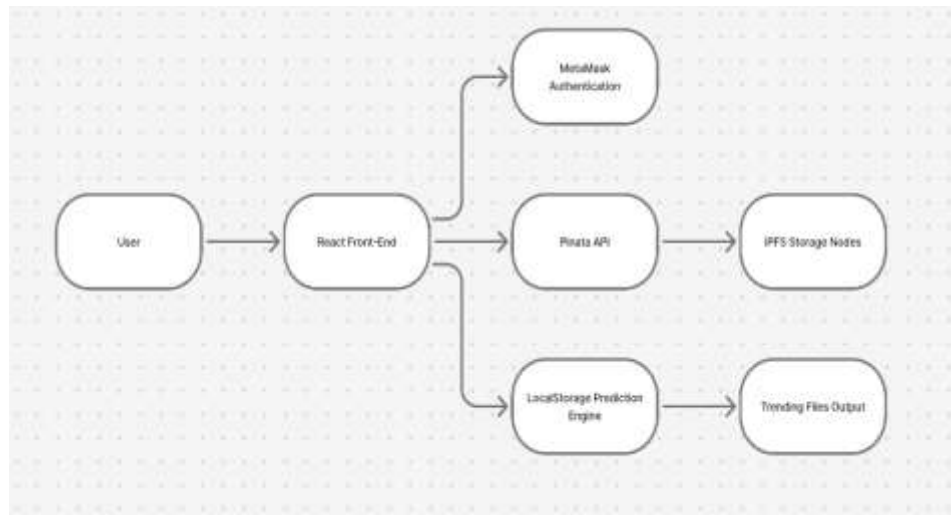 MetaMask
Authentication
User
React Front-End
Pinata API
IPFS Storage Nodes
LocalStorage Prediction
Engine
Trending Files Output